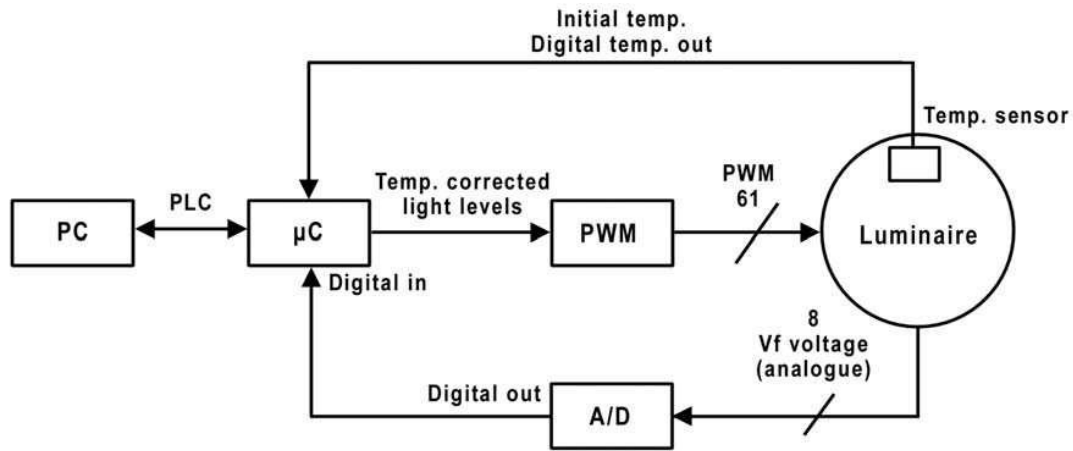 Initial temp.
Digital temp. out
Temp. sensor
PC
PLC
µC
Temp. corrected
light levels
PWM
PWM
61
Luminaire
Digital in
8
Vf voltage
(analogue)
Digital out
A/D